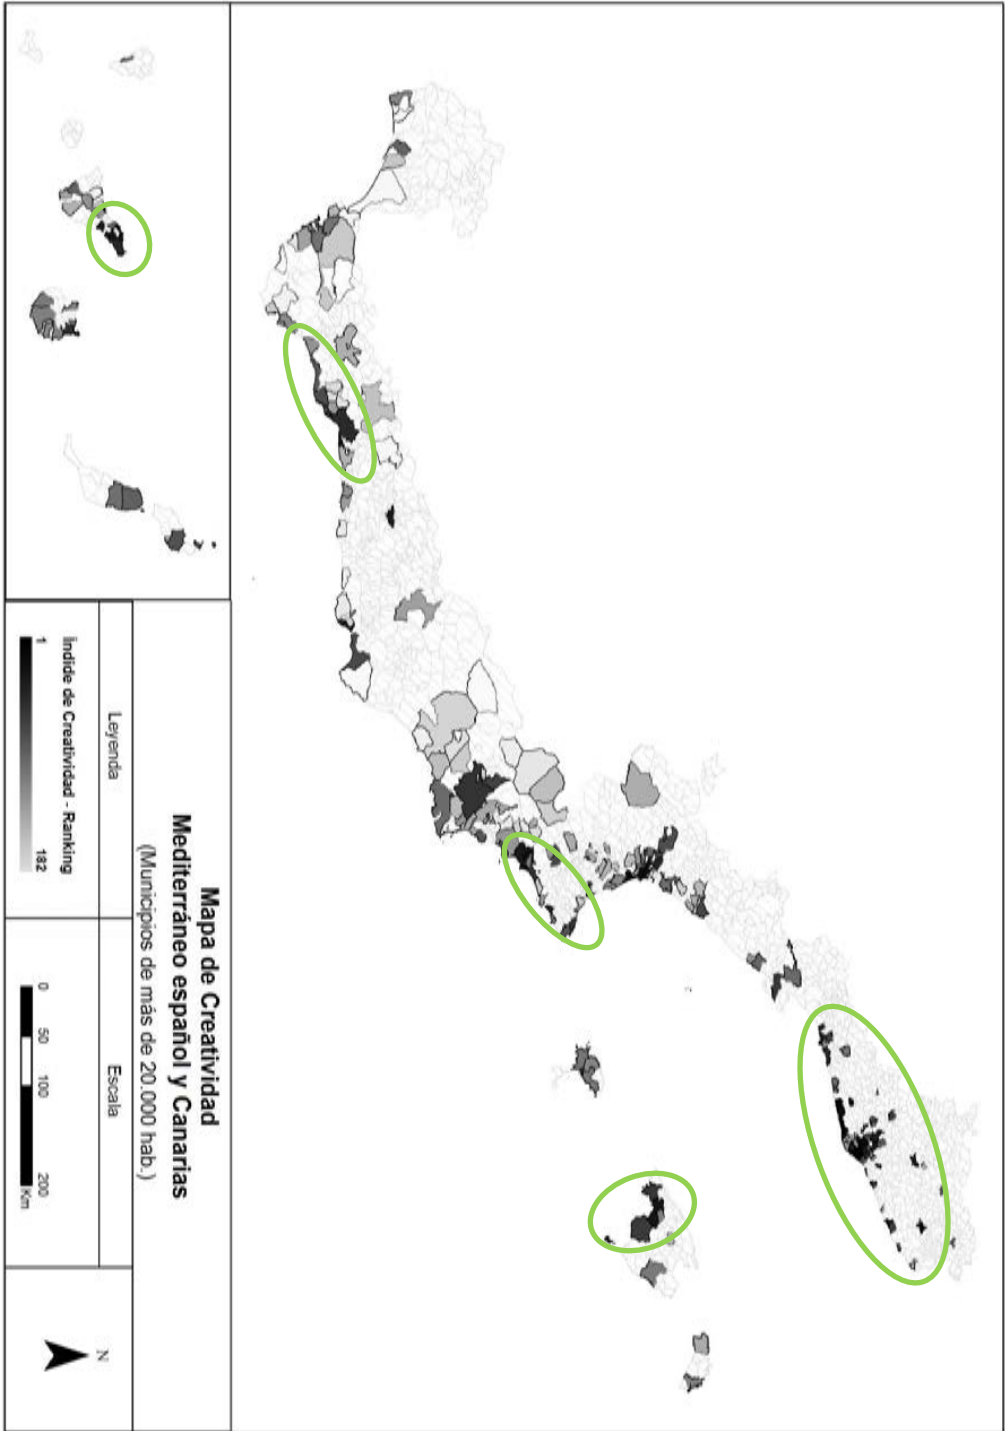 Mapa de Creatividad
Mediterráneo español y Canarias
(Municipios de más de 20.000 hab.)
Leyenda
Índide de Creatividad - Ranking
1
182
Escala
0 50 100 200
Km
N